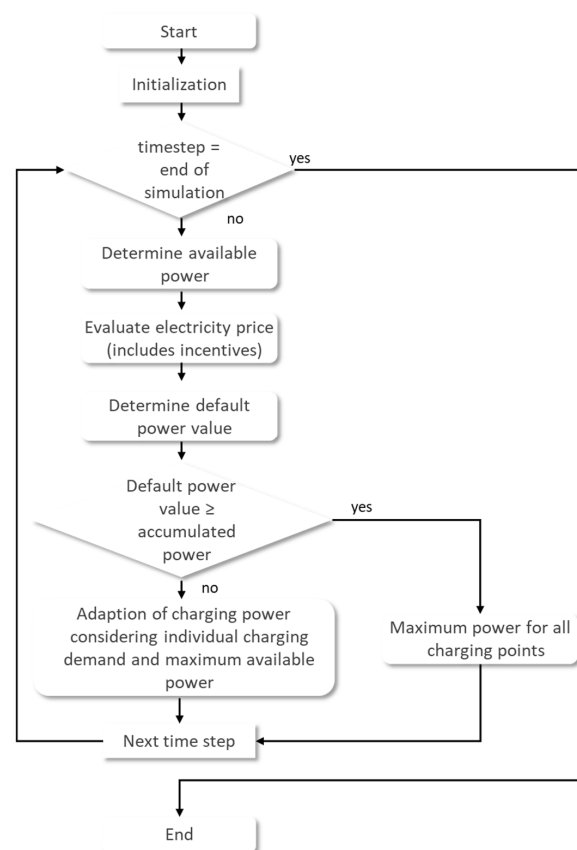 Start
Initialization
timestep =
end of
simulation
yes
no
Determine available
power
Evaluate electricity price
(includes incentives)
Determine default
power value
Default power
value ≥
accumulated
power
yes
no
Adaption of charging power
considering individual charging
demand and maximum available
power
Maximum power for all
charging points
Next time step
End